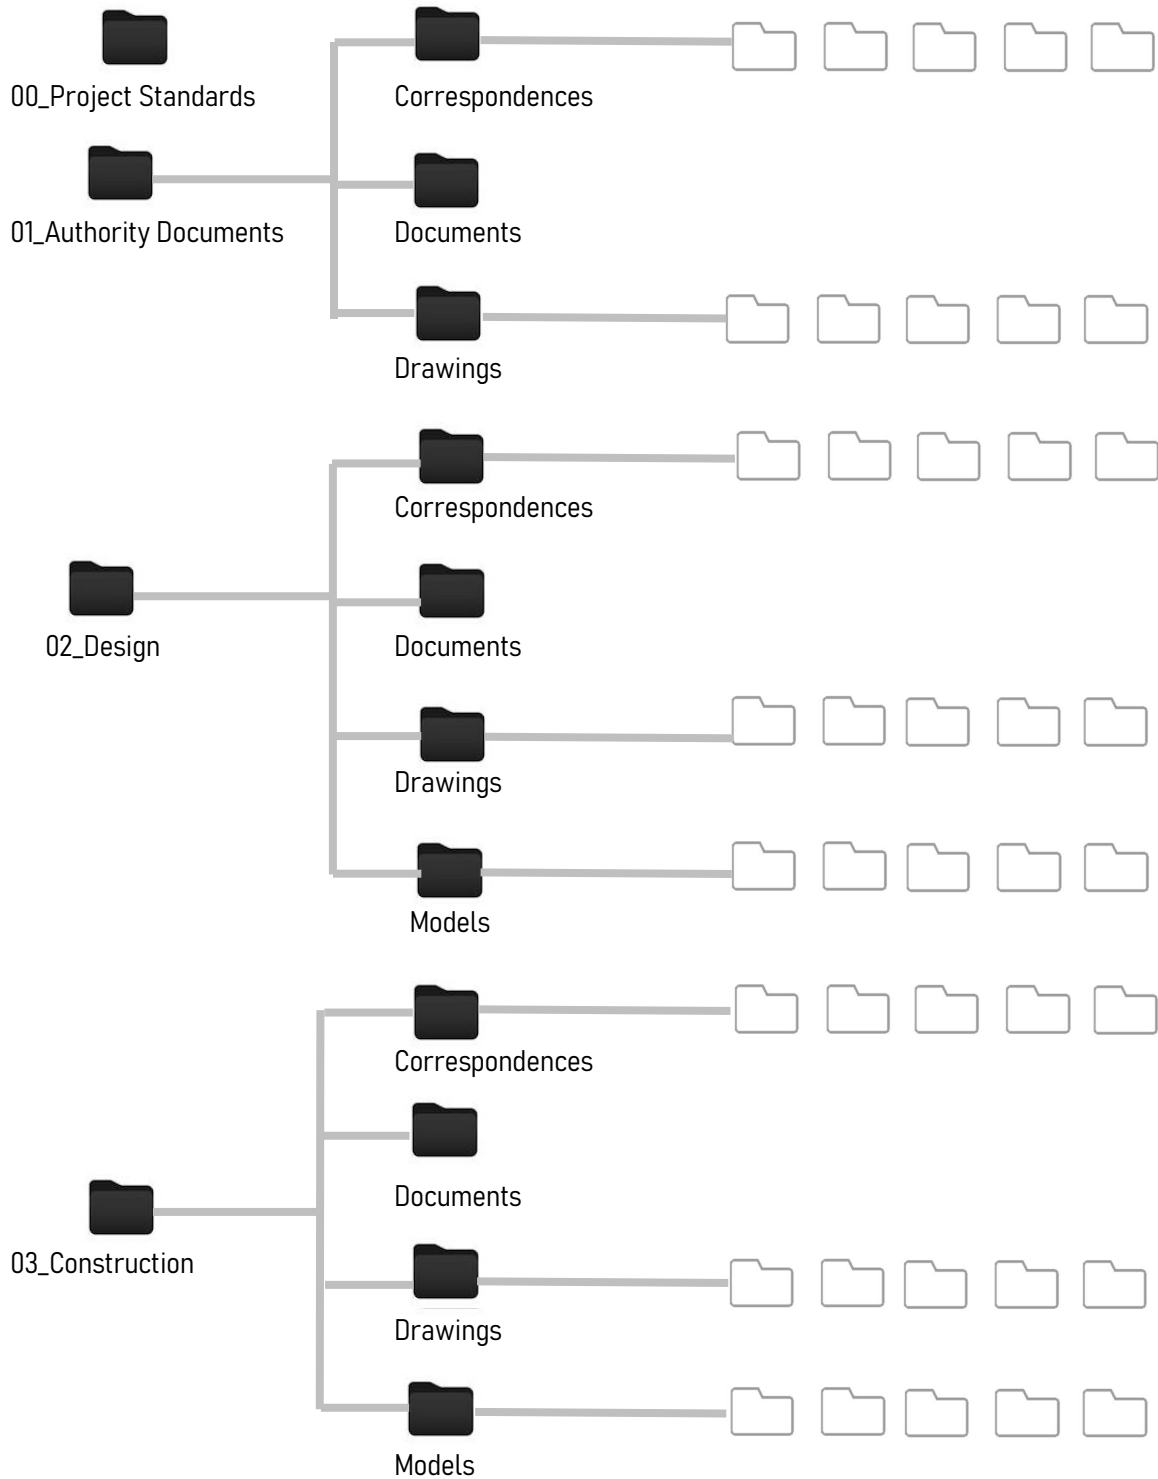 00_Project Standards
Correspondences
01_Authority Documents
Documents
Drawings
Correspondences
02_Design
Documents
Drawings
Models
Correspondences
Documents
03_Construction
Drawings
Models